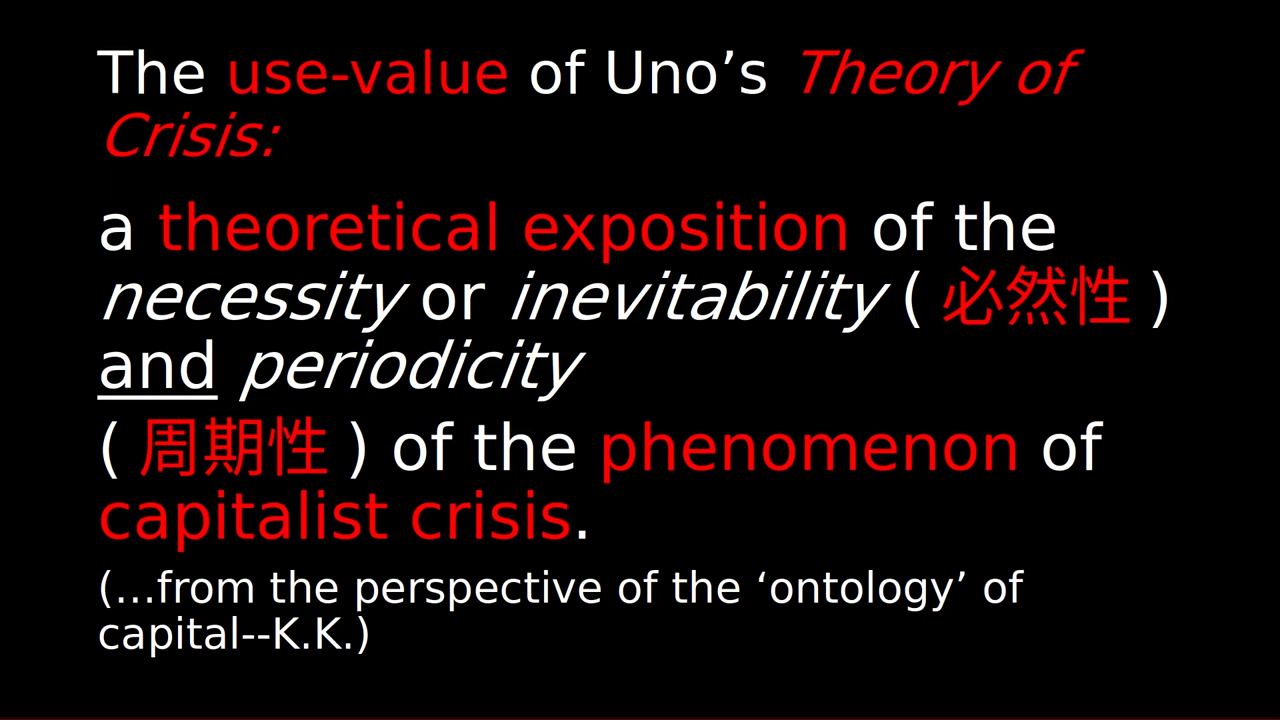 The use-value of Uno’s Theory of
Crisis:
a theoretical exposition of the
necessity or inevitability ( 必然性 )
and periodicity
( 周期性 ) of the phenomenon of
capitalist crisis.
(…from the perspective of the ‘ontology’ of
capital--K.K.)